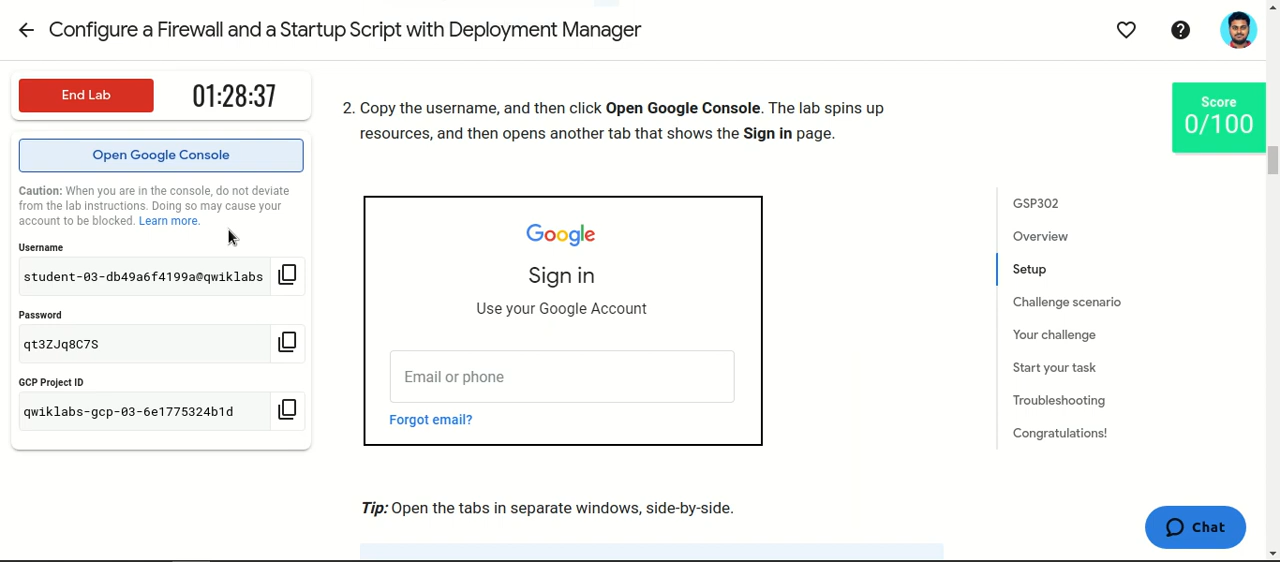 Configure a Firewall and a Startup Script with Deployment Manager
End Lab
01:28:37
Open Google Console
Caution: When you are in the console, do not deviate
from the lab instructions. Doing so may cause your
account to be blocked. Learn more.
Username
student-03-db49a6f4199a@qwiklabs
Password
qt3ZJq8C7S
GCP Project ID
qwiklabs-gcp-03-6e1775324b1d
2. Copy the username, and then click Open Google Console. The lab spins up
resources, and then opens another tab that shows the Sign in page.
Google
Sign in
Use your Google Account
Email or phone
Forgot email?
Tip: Open the tabs in separate windows, side-by-side.
Score
0/100
GSP302
Overview
Setup
Challenge scenario
Your challenge
Start your task
Troubleshooting
Congratulations!
Chat